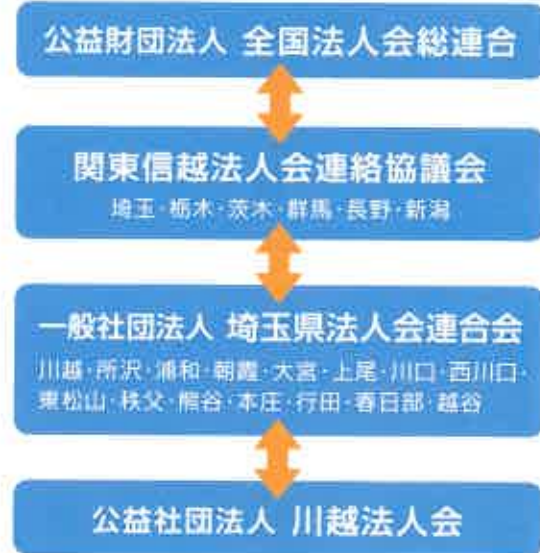 公益財団法人 全国法人会総連合
関東信越法人会連絡協議会
埼玉・栃木・茨木・群馬・長野・新潟
一般社団法人 埼玉県法人会連合会
川越・所沢・浦和・朝霞・大宮・上尾・川口・西川口・
東松山・秩父・熊谷・本庄・行田・春日部・越谷
公益社団法人 川越法人会